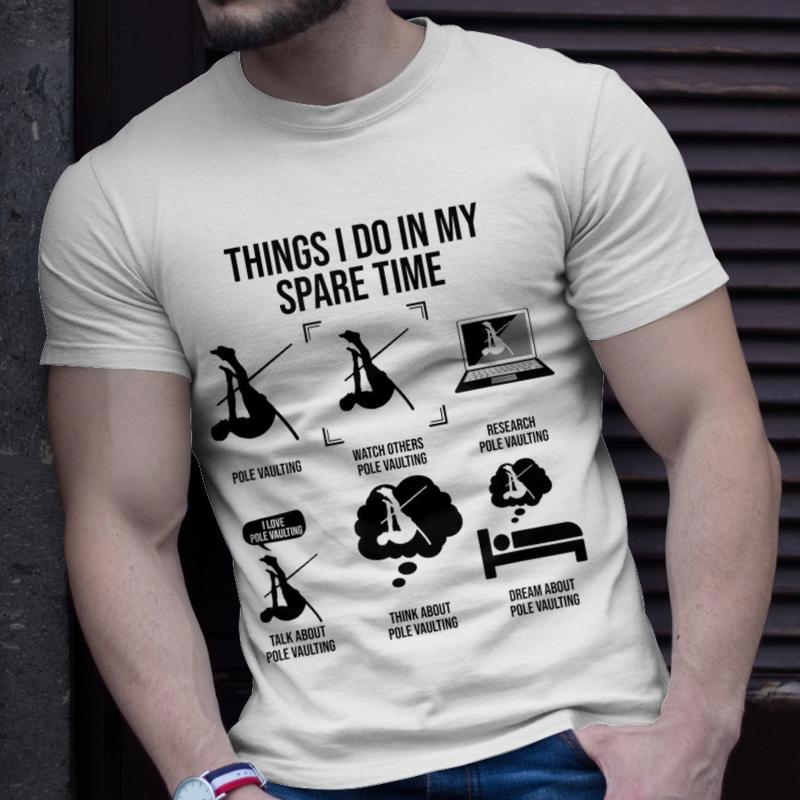 THINGS I DO IN MY
SPARE TIME
POLE VAULTING
WATCH OTHERS
POLE VAULTING
RESEARCH
POLE VAULTING
I LOVE
POLE VAULTING
TALK ABOUT
POLE VAULTING
THINK ABOUT
POLE VAULTING
DREAM ABOUT
POLE VAULTING